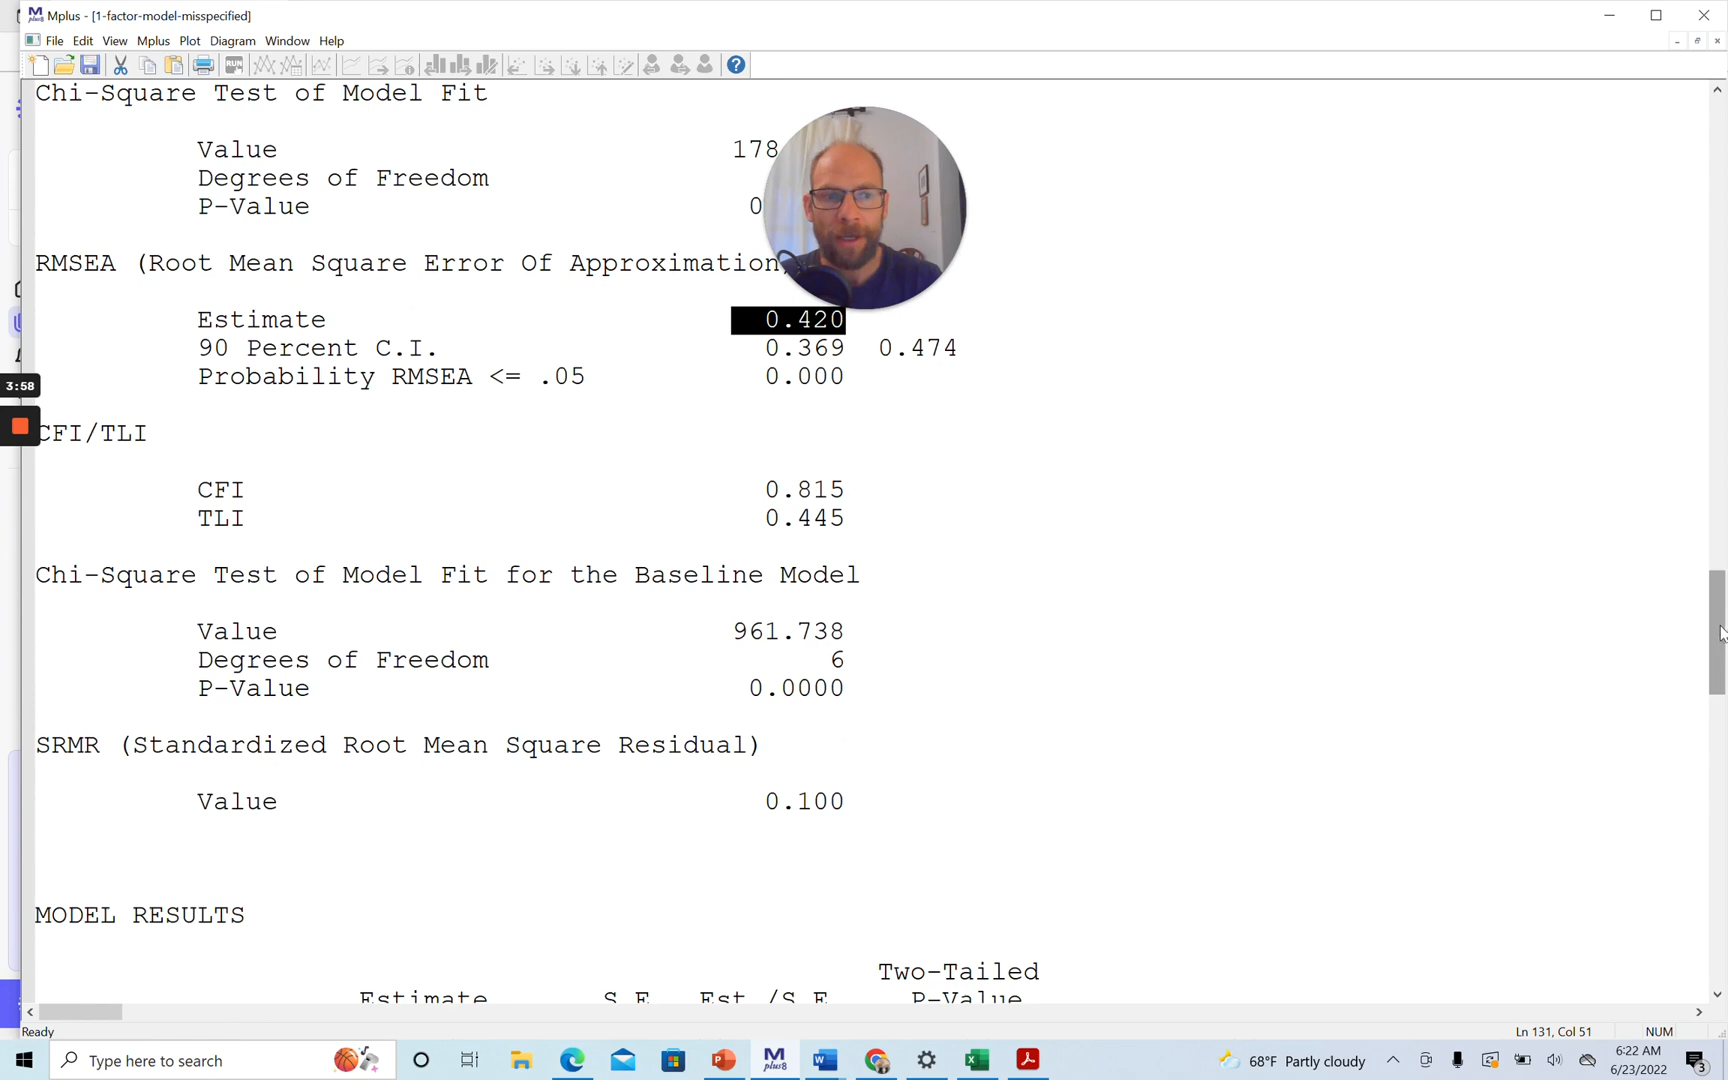 Mplus - [1-factor-model-misspecified]
File Edit View Mplus Plot Diagram Window Help
RUN
Chi-Square Test of Model Fit
Value 178
Degrees of Freedom
P-Value 0
RMSEA (Root Mean Square Error Of Approximation
Estimate 0.420
90 Percent C.I. 0.369 0.474
Probability RMSEA <= .05 0.000
3:58
CFI/TLI
CFI 0.815
TLI 0.445
Chi-Square Test of Model Fit for the Baseline Model
Value 961.738
Degrees of Freedom 6
P-Value 0.0000
SRMR (Standardized Root Mean Square Residual)
Value 0.100
MODEL RESULTS
Two-Tailed
Estimate S.E. Est./S.E. P-Value
Ready Ln 131, Col 51 NUM
Type here to search
68°F Partly cloudy
6:22 AM
6/23/2022
3